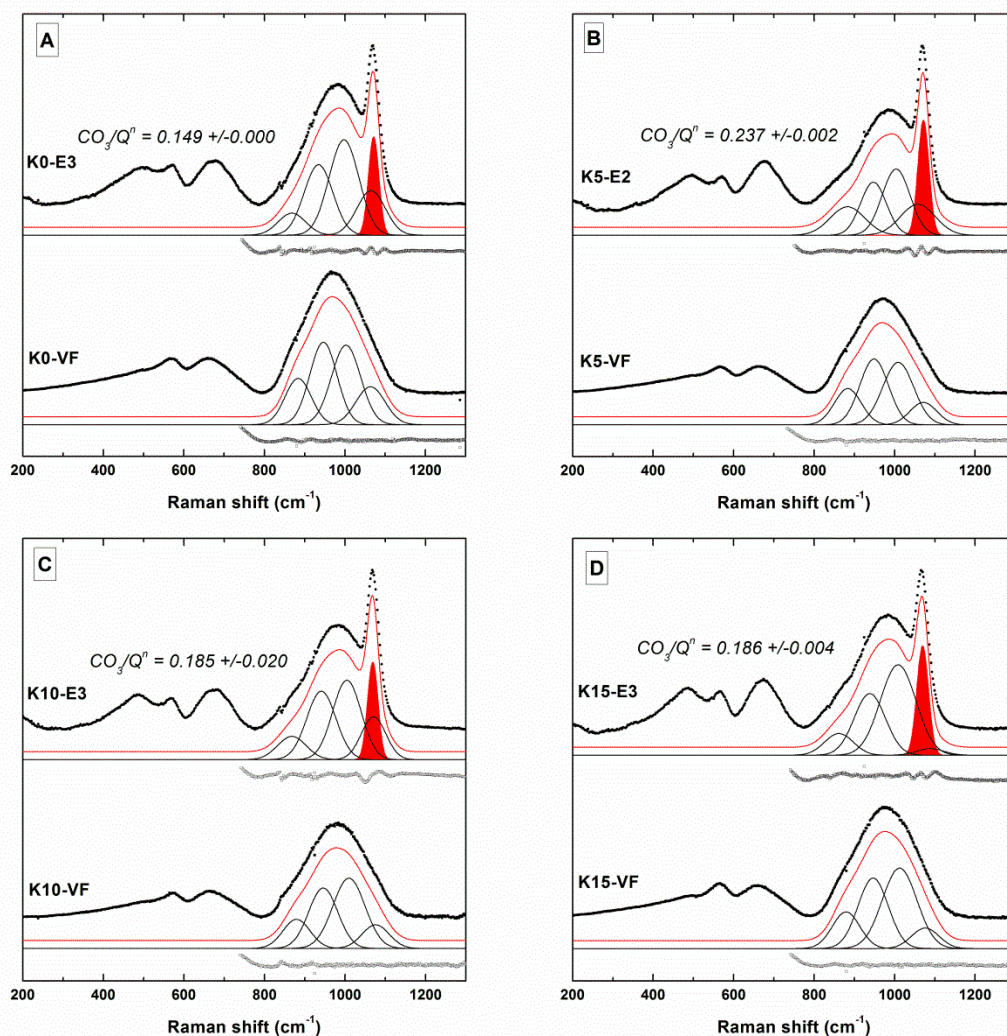 A
CO₃/Qⁿ = 0.149 +/-0.000
K0-E3
K0-VF
200 400 600 800 1000 1200
Raman shift (cm⁻¹)
B
CO₃/Qⁿ = 0.237 +/-0.002
K5-E2
K5-VF
200 400 600 800 1000 1200
Raman shift (cm⁻¹)
C
CO₃/Qⁿ = 0.185 +/-0.020
K10-E3
K10-VF
200 400 600 800 1000 1200
Raman shift (cm⁻¹)
D
CO₃/Qⁿ = 0.186 +/-0.004
K15-E3
K15-VF
200 400 600 800 1000 1200
Raman shift (cm⁻¹)